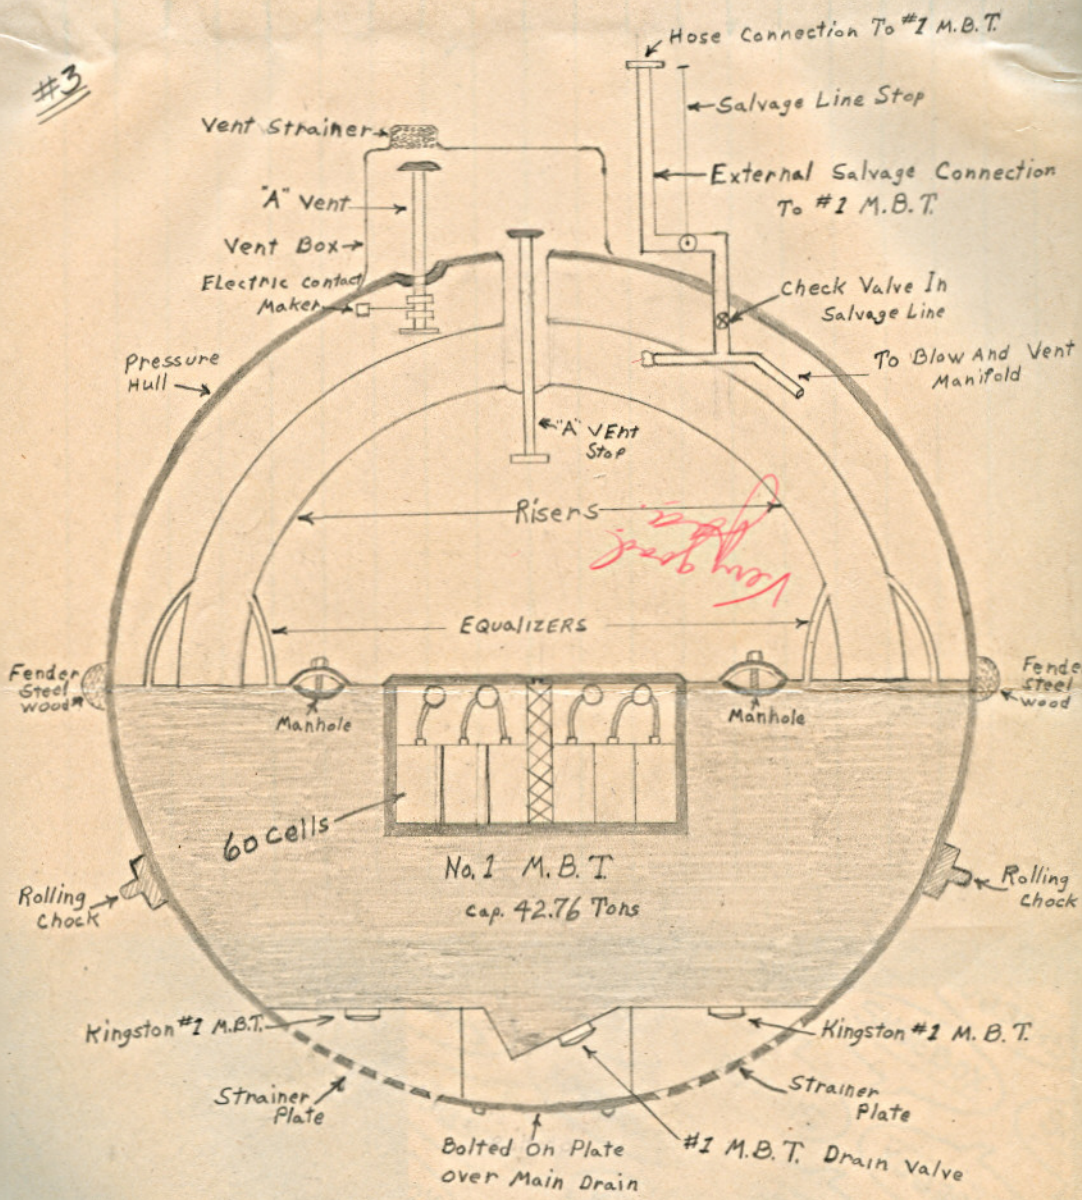 #3
Hose Connection To #1 M.B.T.
Salvage Line Stop
Vent Strainer
External Salvage Connection
To #1 M.B.T.
"A" Vent
Vent Box
Electric Contact
Maker
Check Valve In
Salvage Line
Pressure
Hull
To Blow And Vent
Manifold
"A" VEnt
Stop
Risers
Very good
EQUALIZERS
Fender
Steel
Wood
Fende
Steel
Wood
Manhole
Manhole
60 Cells
No. 1 M.B.T.
Cap. 42.76 Tons
Rolling
Chock
Rolling
Chock
Kingston #1 M.B.T.
Kingston #1 M.B.T.
Strainer
Plate
Strainer
Plate
Bolted on Plate
over Main Drain
#1 M.B.T. Drain Valve